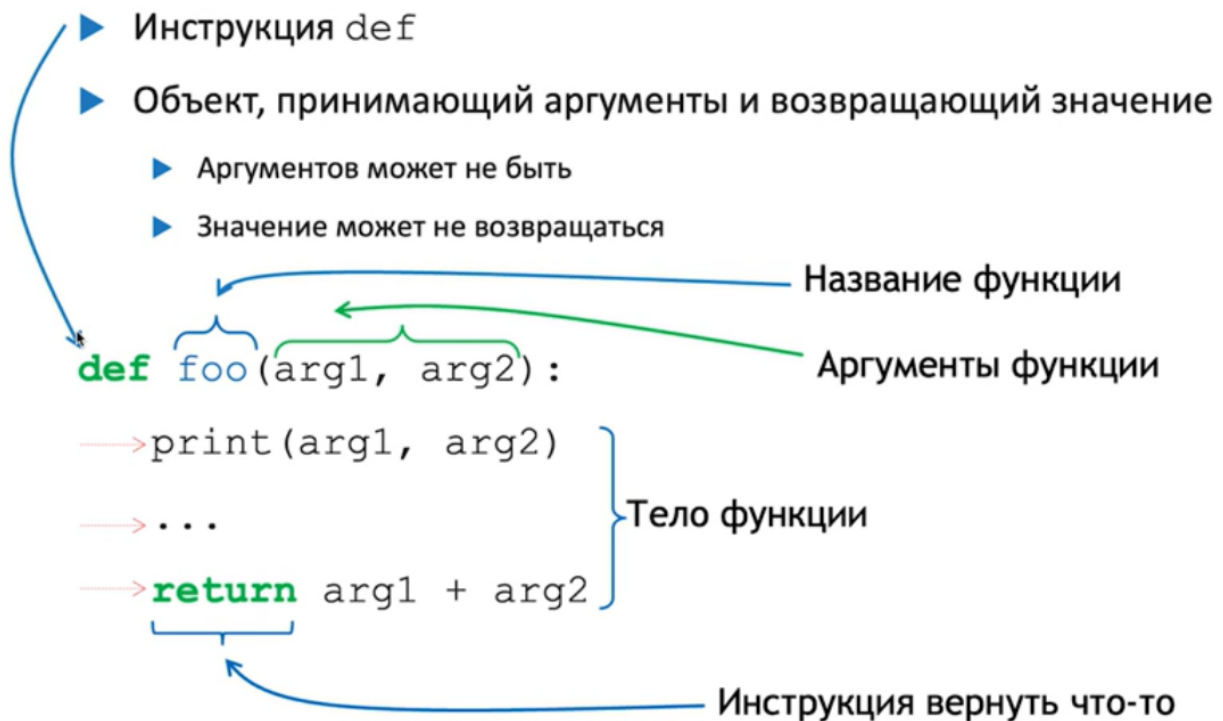 Инструкция def
Объект, принимающий аргументы и возвращающий значение
Аргументов может не быть
Значение может не возвращаться
Название функции
Аргументы функции
def foo(arg1, arg2):
print(arg1, arg2)
...
Тело функции
return arg1 + arg2
Инструкция вернуть что-то